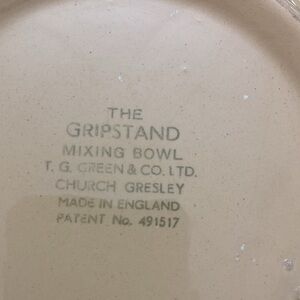 THE
GRIPSTAND
MIXING BOWL
T. G. GREEN & CO. LTD.
CHURCH GRESLEY
MADE IN ENGLAND
PATENT No. 491517